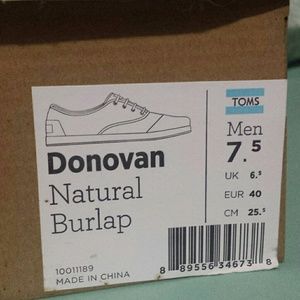 TOMS
Donovan
Natural
Burlap
Men
7.5
UK 6.5
EUR 40
CM 25.5
10011189
MADE IN CHINA
8 89556 34673 8